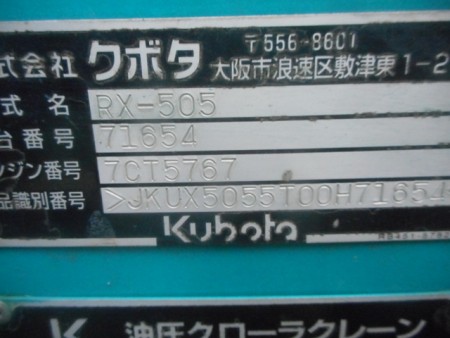 式会社 クボタ 〒556-8601
大阪市浪速区敷津東1-2
式名 RX-505
台番号 71654
ンジン番号 7CT5767
品識別番号 >JKUX5055T00H71654
Kubota
K 油圧クローラクレーン